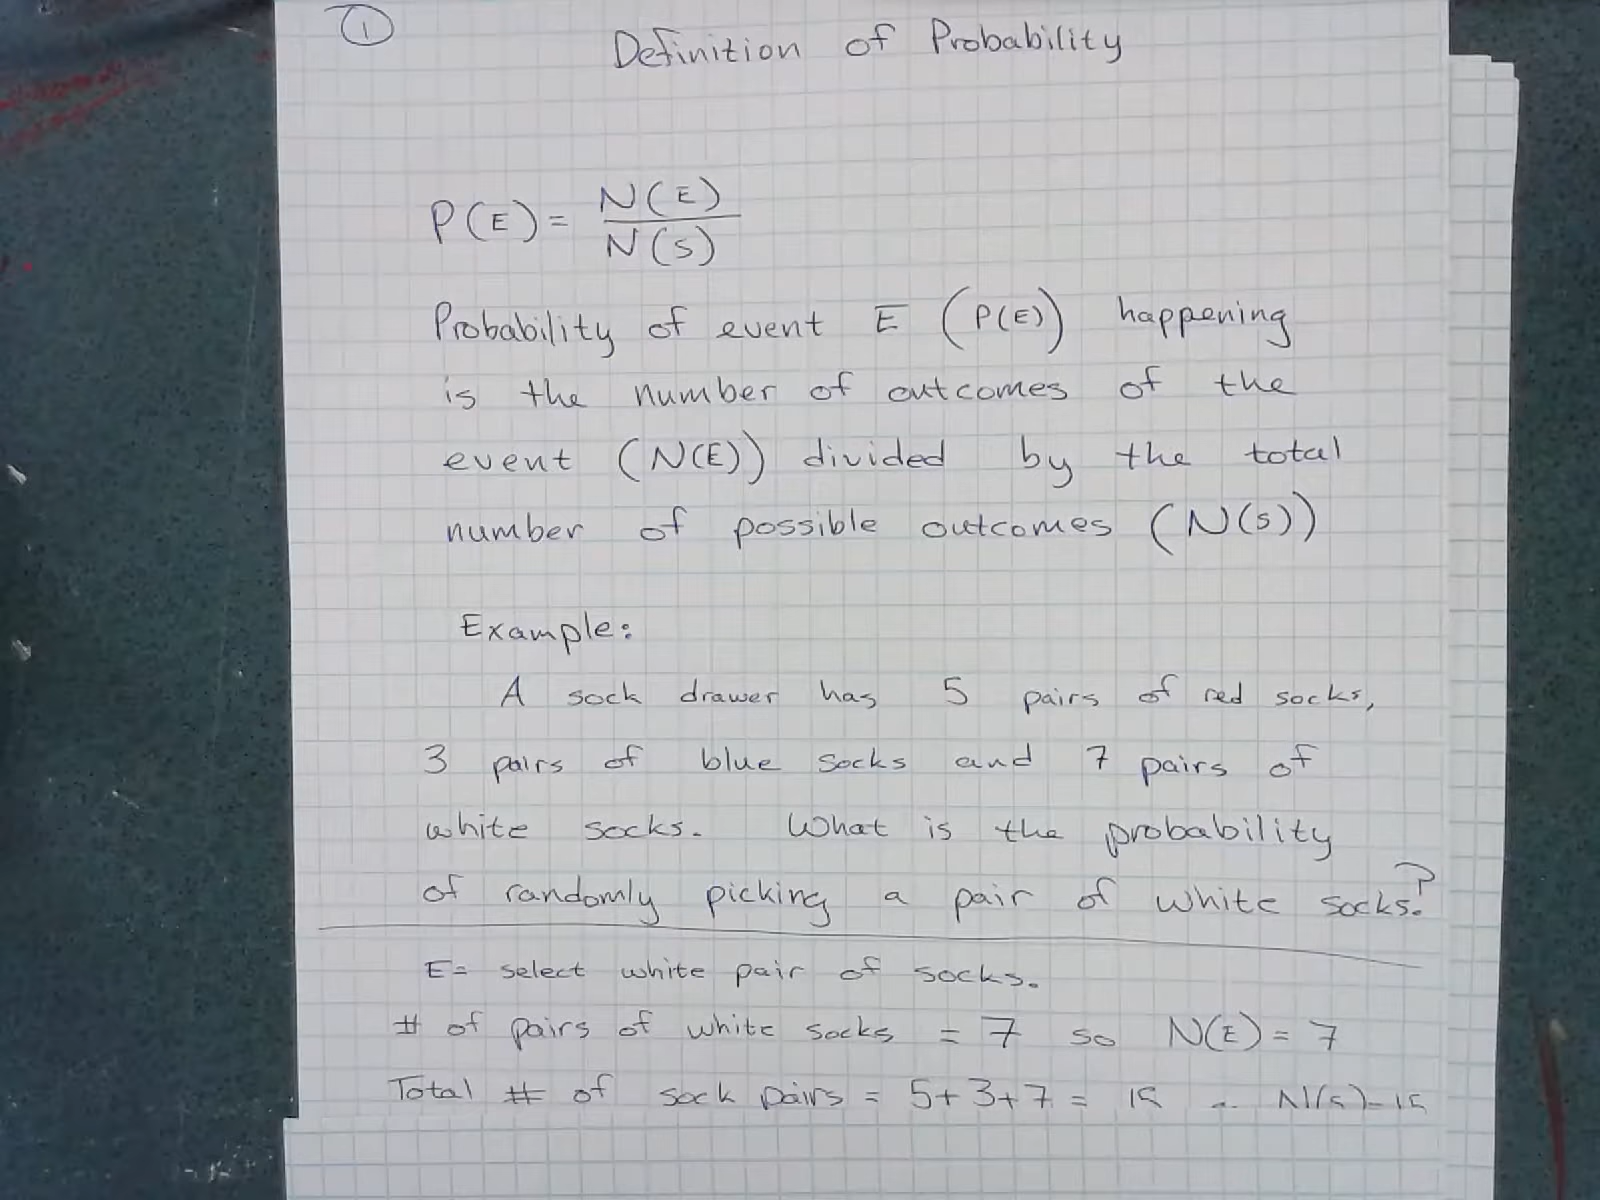 1
Definition of Probability
P(E) = N(E) / N(S)
Probability of event E (P(E)) happening
is the number of outcomes of the
event (N(E)) divided by the total
number of possible outcomes (N(S))
Example:
A sock drawer has 5 pairs of red socks,
3 pairs of blue socks and 7 pairs of
white socks. What is the probability
of randomly picking a pair of white socks.?
E= select white pair of socks.
# of pairs of white socks = 7 so N(E) = 7
Total # of sock pairs = 5+3+7 = 15